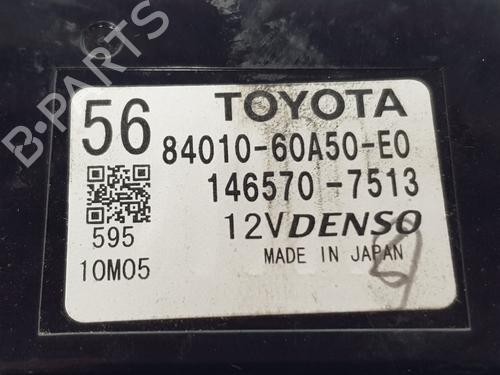 B-PARTS
56 TOYOTA
84010-60A50-E0
146570-7513
595 12V DENSO
10M05 MADE IN JAPAN